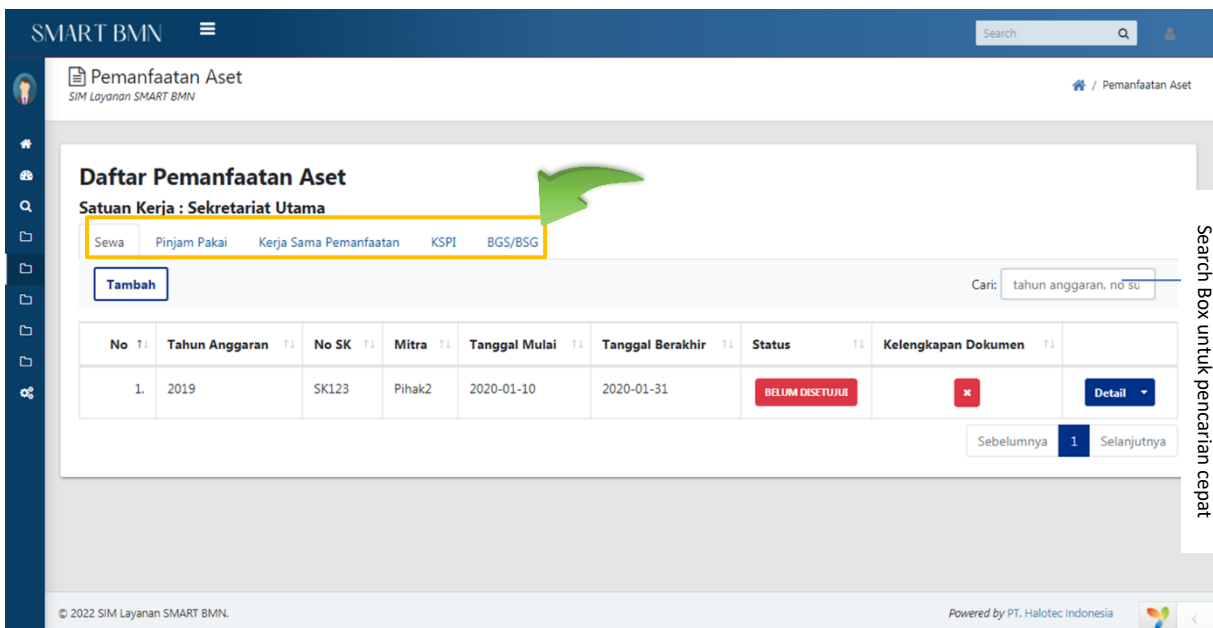 SMART BMN
Search
Pemanfaatan Aset
SIM Layanan SMART BMN
/ Pemanfaatan Aset
Daftar Pemanfaatan Aset
Satuan Kerja : Sekretariat Utama
Sewa Pinjam Pakai Kerja Sama Pemanfaatan KSPI BGS/BSG
Tambah
Cari: tahun anggaran, no su
No Tahun Anggaran No SK Mitra Tanggal Mulai Tanggal Berakhir Status Kelengkapan Dokumen
1. 2019 SK123 Pihak2 2020-01-10 2020-01-31 BELUM DISETUJUI Detail
Sebelumnya 1 Selanjutnya
Search Box untuk pencarian cepat
© 2022 SIM Layanan SMART BMN.
Powered by PT. Halotec Indonesia